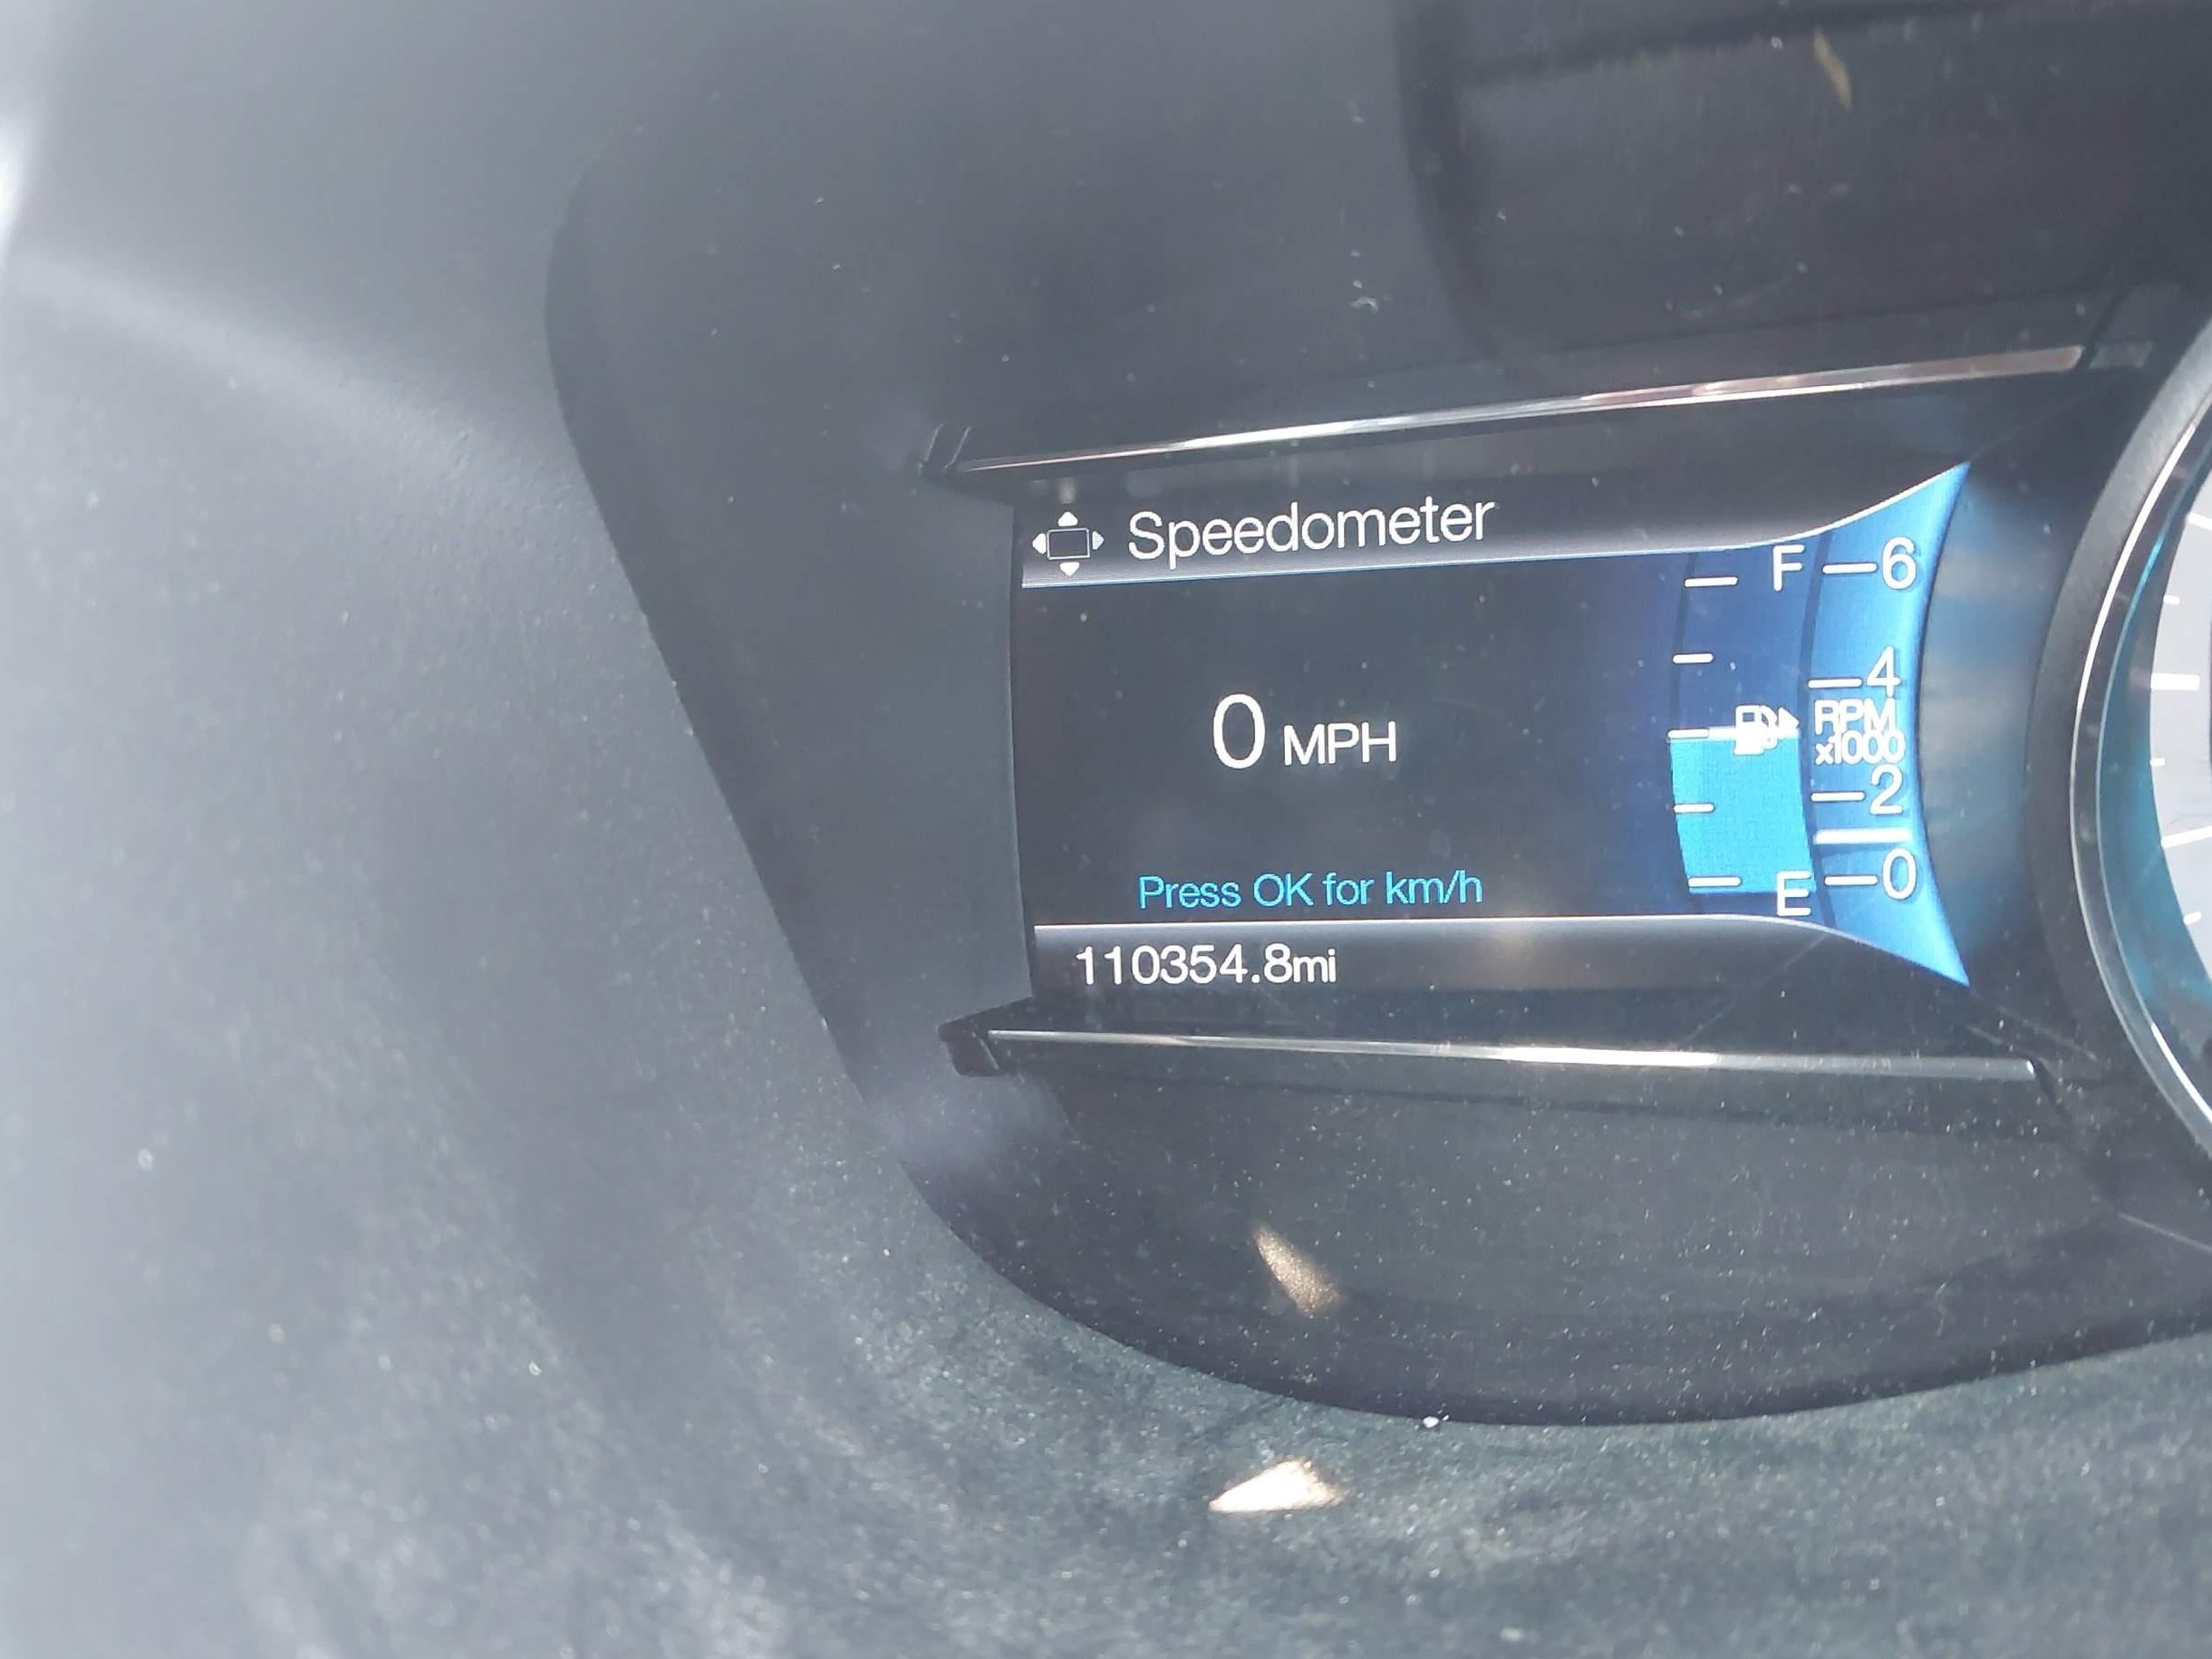 Speedometer
F 6
4
RPM
x1000
0 MPH
2
Press OK for km/h
E 0
110354.8mi